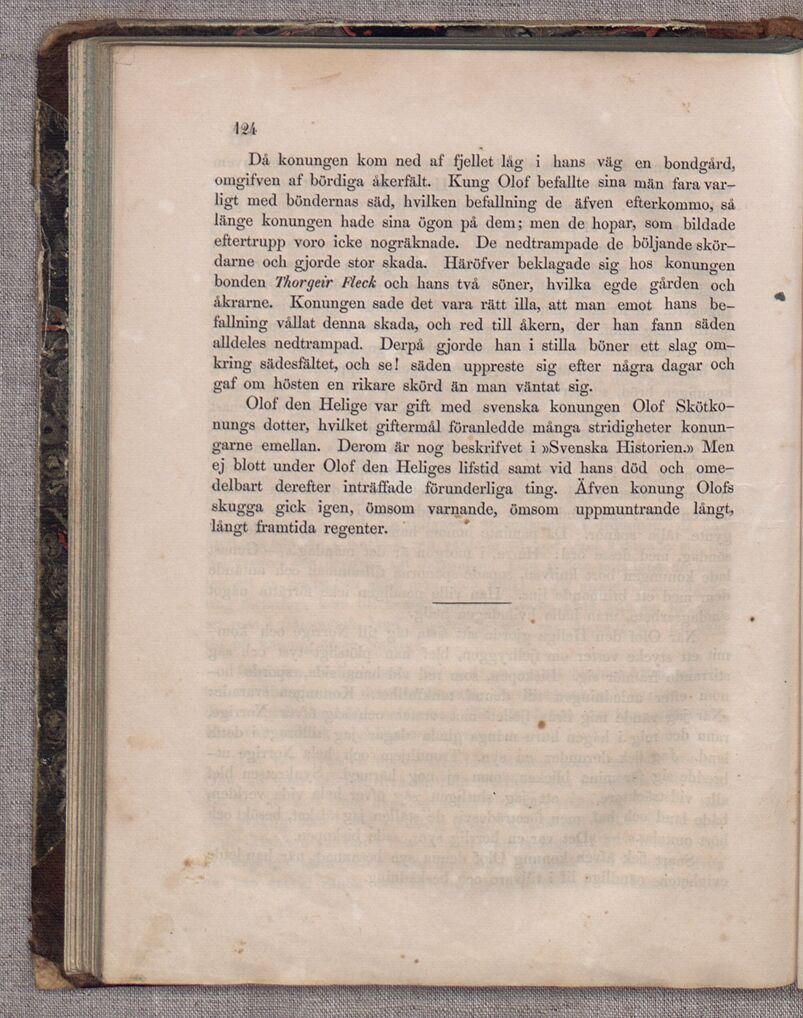 124
Då konungen kom ned af fjellet låg i hans väg en bondgård,
omgifven af bördiga åkerfält. Kung Olof befallte sina män fara var-
ligt med böndernas säd, hvilken befallning de äfven efterkommo, så
länge konungen hade sina ögon på dem; men de hopar, som bildade
eftertrupp voro icke nogräknade. De nedtrampade de böljande skör-
darne och gjorde stor skada. Häröfver beklagade sig hos konungen
bonden Thorgeir Fleck och hans två söner, hvilka egde gården och
åkrarne. Konungen sade det vara rätt illa, att man emot hans be-
fallning vållat denna skada, och red till åkern, der han fann säden
alldeles nedtrampad. Derpå gjorde han i stilla böner ett slag om-
kring sädesfältet, och se! säden uppreste sig efter några dagar och
gaf om hösten en rikare skörd än man väntat sig.
Olof den Helige var gift med svenska konungen Olof Skötko-
nungs dotter, hvilket giftermål föranledde många stridigheter konun-
garne emellan. Derom är nog beskrifvet i »Svenska Historien.» Men
ej blott under Olof den Heliges lifstid samt vid hans död och ome-
delbart derefter inträffade förunderliga ting. Äfven konung Olofs
skugga gick igen, ömsom varnande, ömsom uppmuntrande långt,
långt framtida regenter.